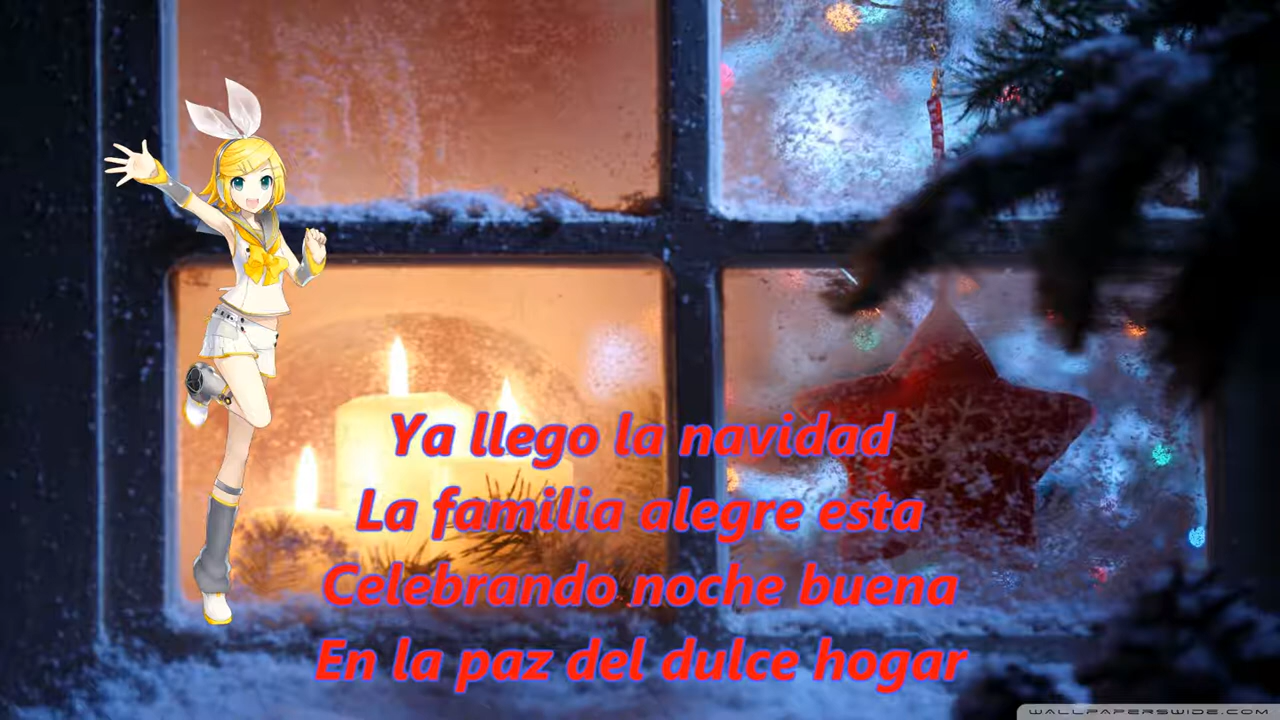 Ya llego la navidad
La familia alegre esta
Celebrando noche buena
En la paz del dulce hogar
WALLPAPERSWIDE.COM